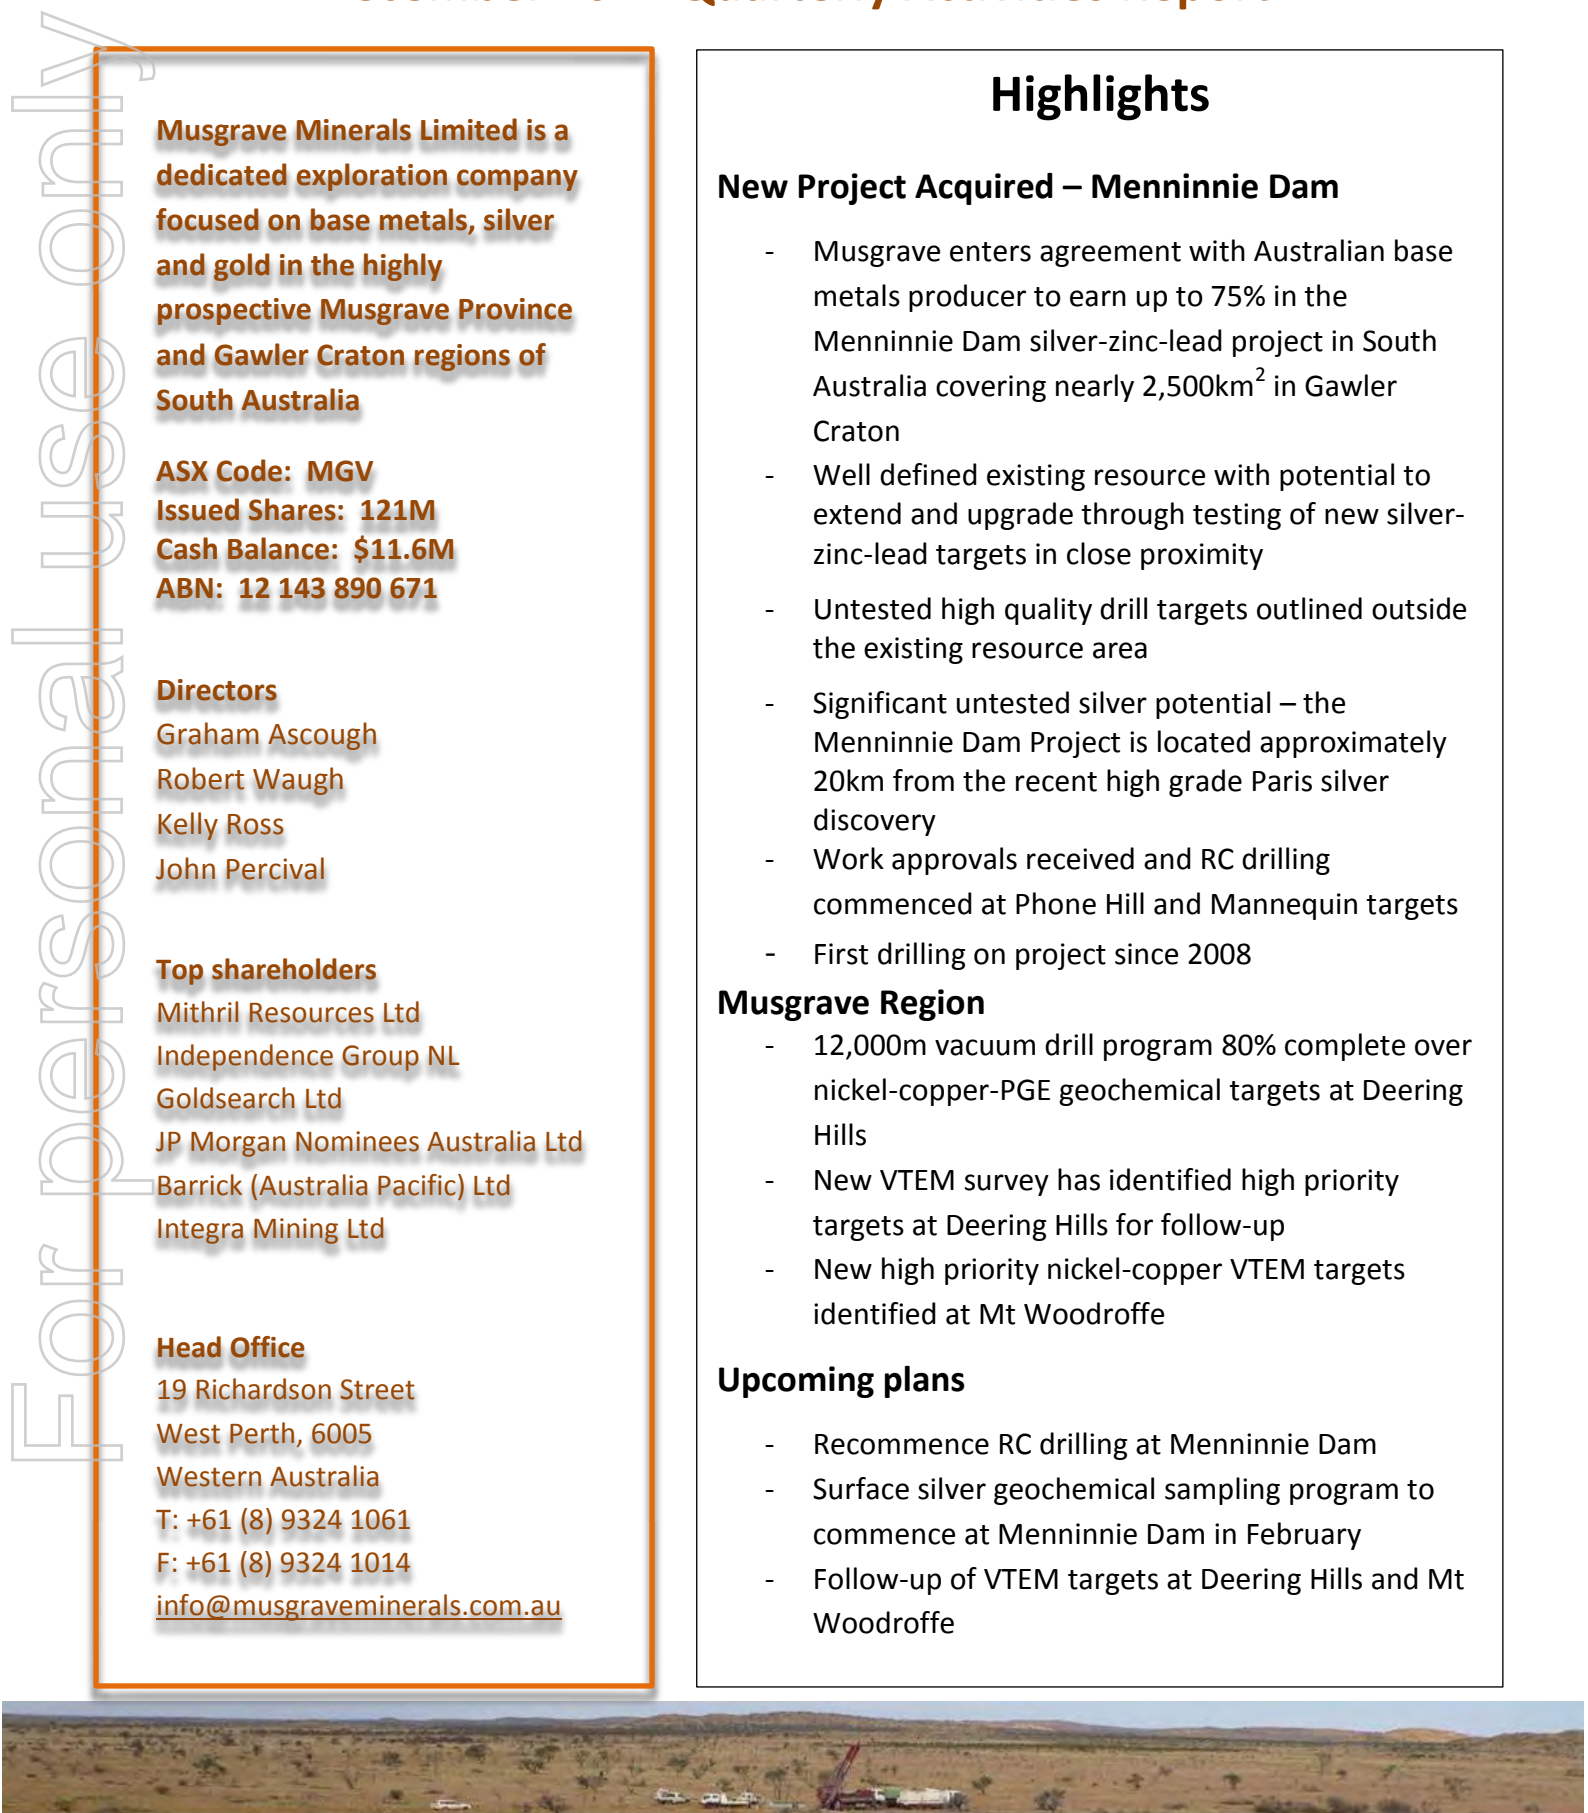 Quarterly Activities Report
For personal use only
Musgrave Minerals Limited is a
dedicated exploration company
focused on base metals, silver
and gold in the highly
prospective Musgrave Province
and Gawler Craton regions of
South Australia
ASX Code: MGV
Issued Shares: 121M
Cash Balance: $11.6M
ABN: 12 143 890 671
Directors
Graham Ascough
Robert Waugh
Kelly Ross
John Percival
Top shareholders
Mithril Resources Ltd
Independence Group NL
Goldsearch Ltd
JP Morgan Nominees Australia Ltd
Barrick (Australia Pacific) Ltd
Integra Mining Ltd
Head Office
19 Richardson Street
West Perth, 6005
Western Australia
T: +61 (8) 9324 1061
F: +61 (8) 9324 1014
info@musgraveminerals.com.au
Highlights
New Project Acquired – Menninnie Dam
- Musgrave enters agreement with Australian base
metals producer to earn up to 75% in the
Menninnie Dam silver-zinc-lead project in South
Australia covering nearly 2,500km² in Gawler
Craton
- Well defined existing resource with potential to
extend and upgrade through testing of new silver-
zinc-lead targets in close proximity
- Untested high quality drill targets outlined outside
the existing resource area
- Significant untested silver potential – the
Menninnie Dam Project is located approximately
20km from the recent high grade Paris silver
discovery
- Work approvals received and RC drilling
commenced at Phone Hill and Mannequin targets
- First drilling on project since 2008
Musgrave Region
- 12,000m vacuum drill program 80% complete over
nickel-copper-PGE geochemical targets at Deering
Hills
- New VTEM survey has identified high priority
targets at Deering Hills for follow-up
- New high priority nickel-copper VTEM targets
identified at Mt Woodroffe
Upcoming plans
- Recommence RC drilling at Menninnie Dam
- Surface silver geochemical sampling program to
commence at Menninnie Dam in February
- Follow-up of VTEM targets at Deering Hills and Mt
Woodroffe